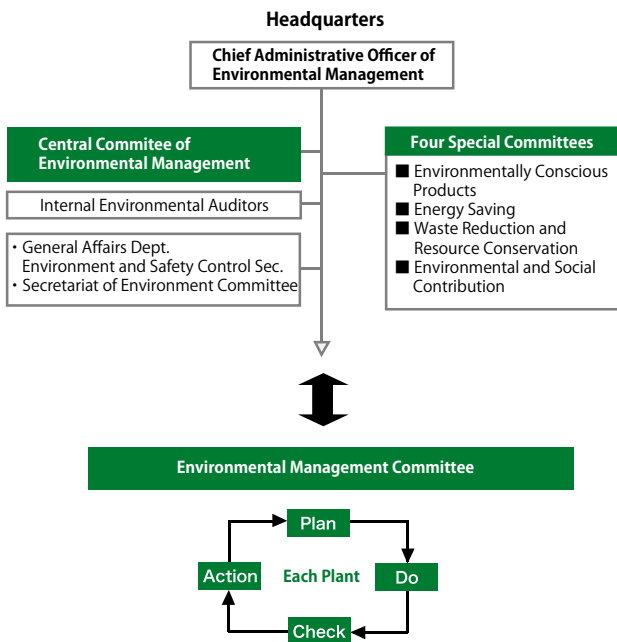 Headquarters
Chief Administrative Officer of
Environmental Management
Central Commitee of
Environmental Management
Internal Environmental Auditors
・General Affairs Dept.
Environment and Safety Control Sec.
・Secretariat of Environment Committee
Four Special Committees
■ Environmentally Conscious
Products
■ Energy Saving
■ Waste Reduction and
Resource Conservation
■ Environmental and Social
Contribution
Environmental Management Committee
Plan
Action
Each Plant
Do
Check